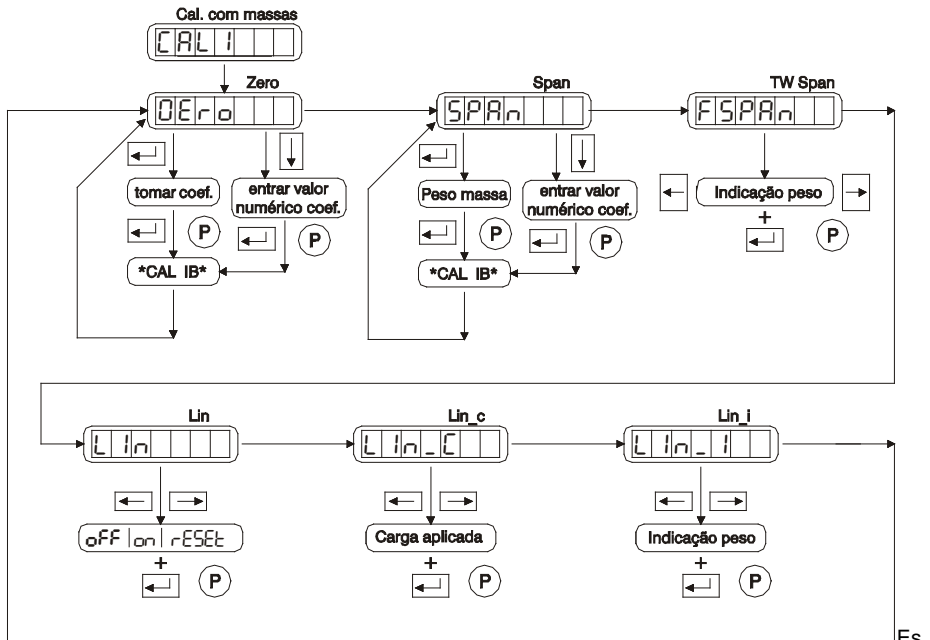 Cal. com massas
CAL I
Zero
Span
TW Span
0Ero
SPAn
FSPAn
tomar coef.
entrar valor
numérico coef.
Peso massa
entrar valor
numérico coef.
Indicação peso
+
P
P
P
P
P
*CAL IB*
*CAL IB*
Lin
Lin_c
Lin_i
LIn
LIn_C
LIn_I
oFF | on | rESEt
Carga aplicada
Indicação peso
+
+
+
P
P
P
Es